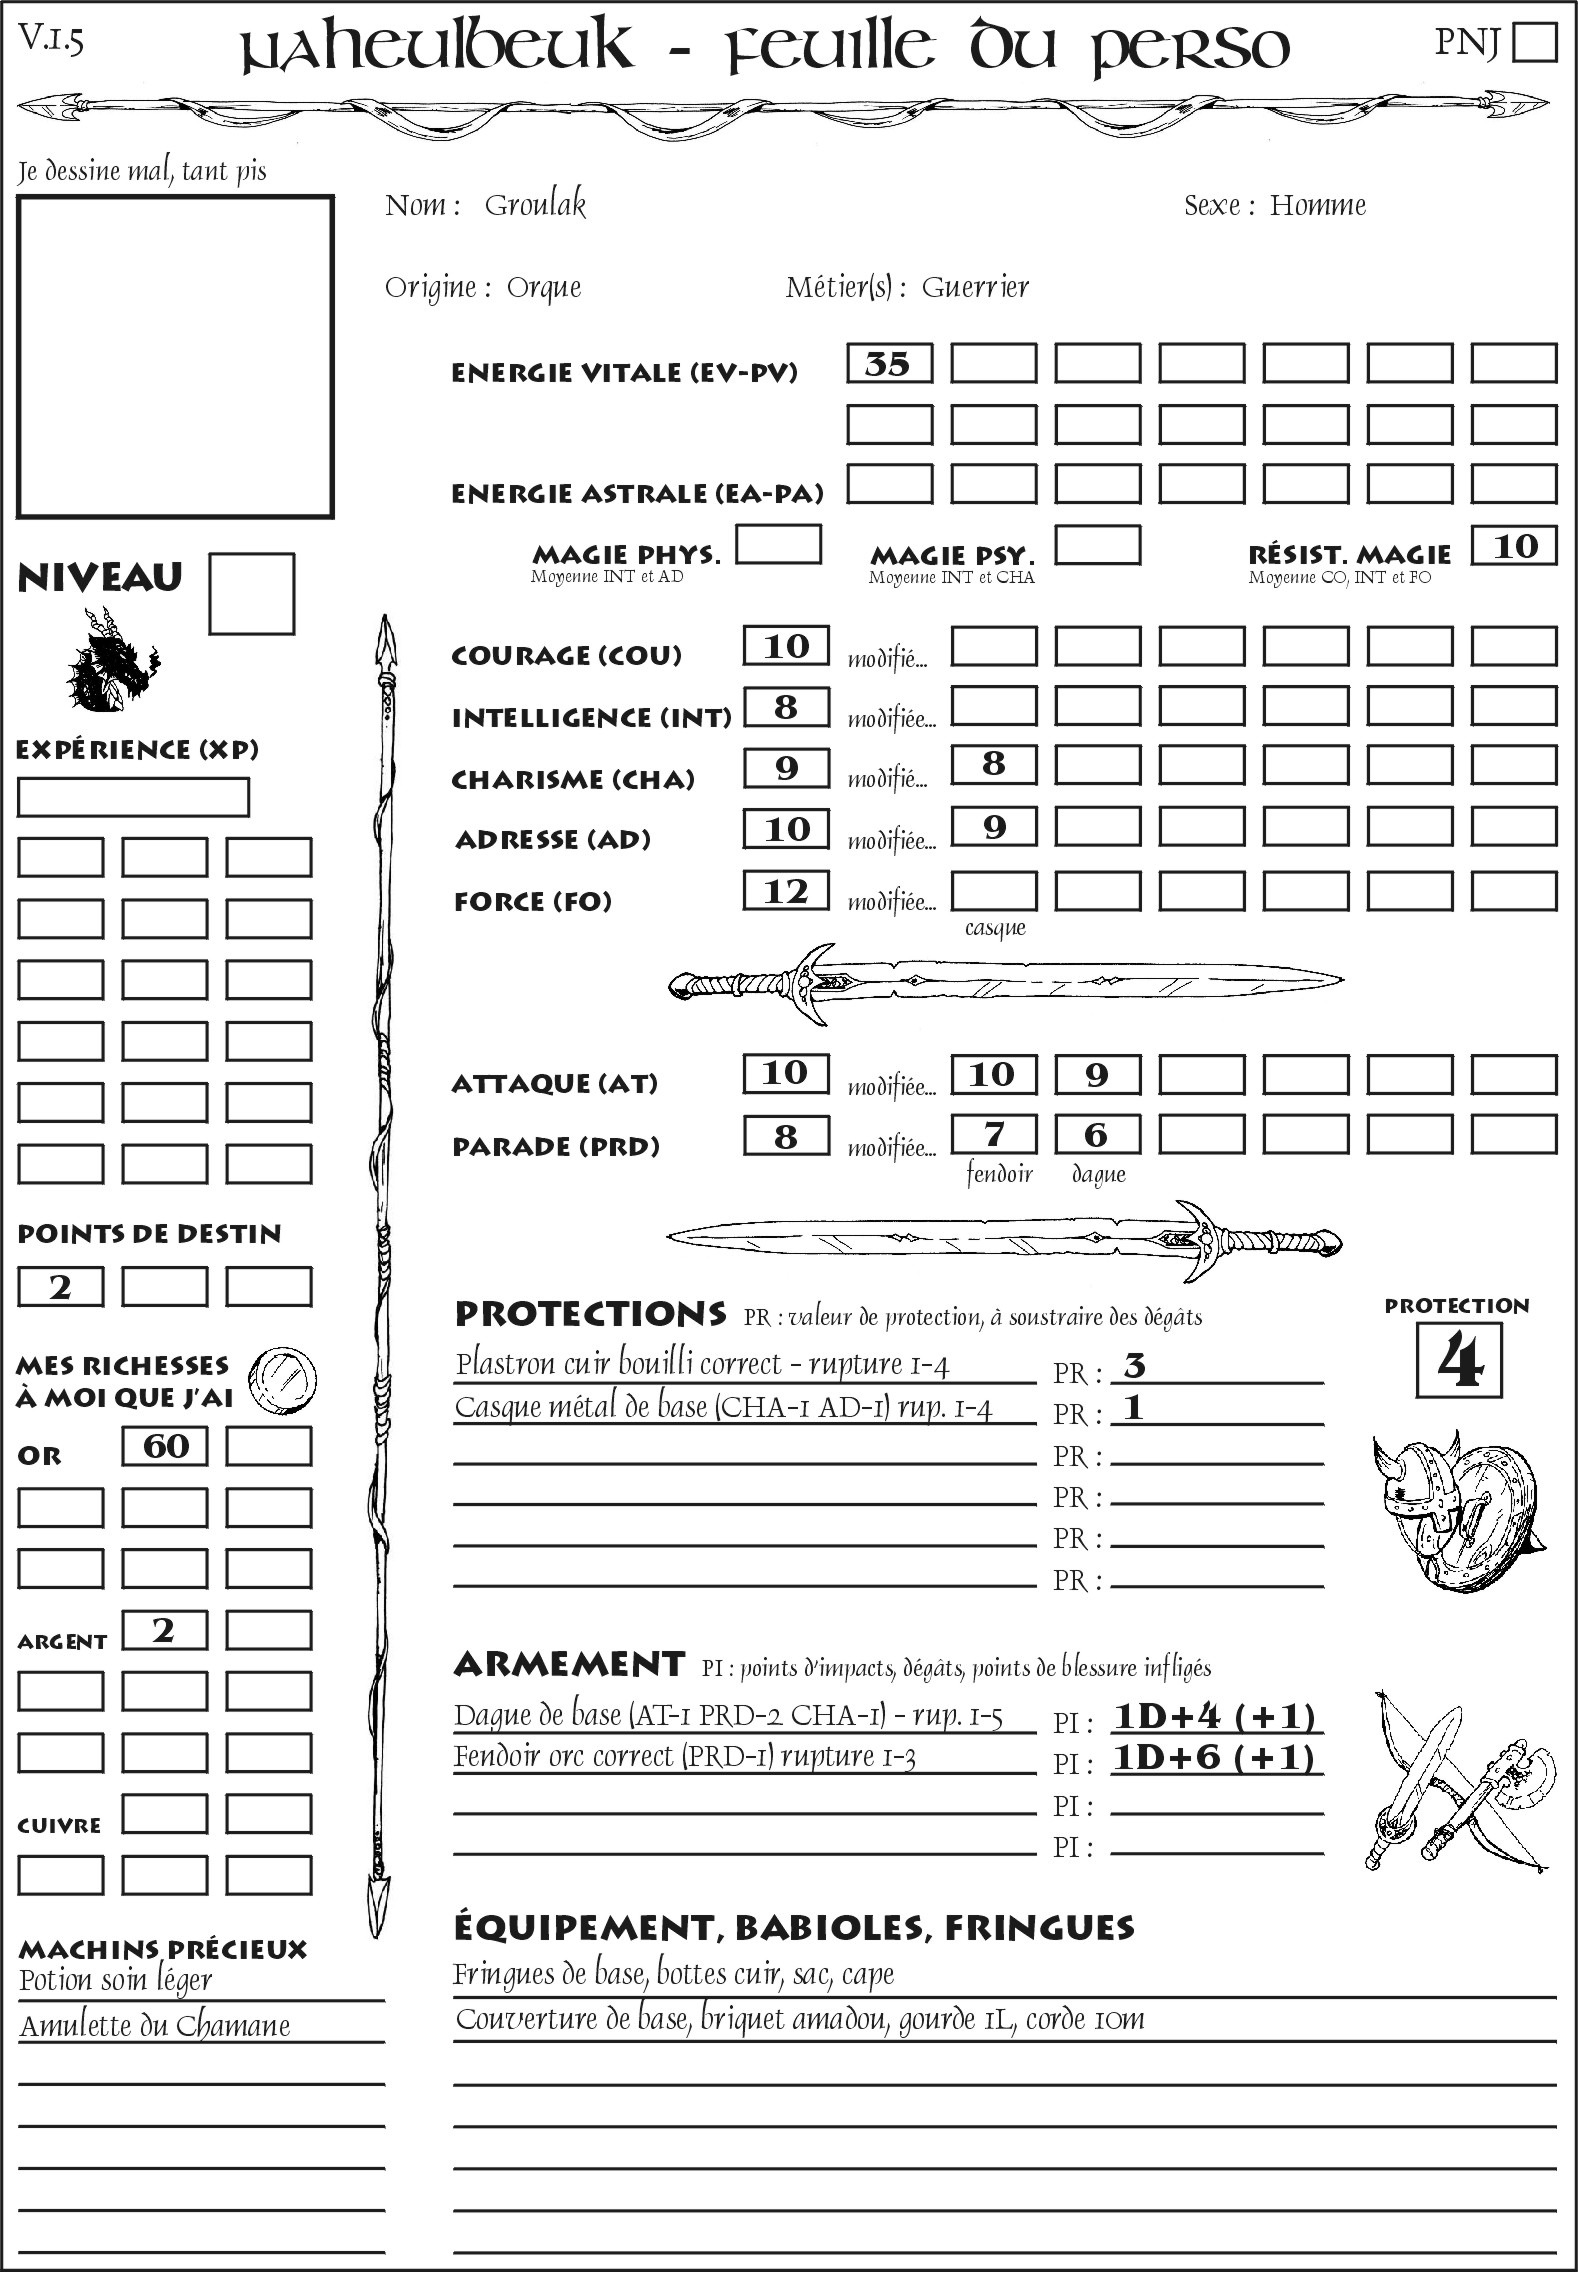 V.1.5
Naheulbeuk - Feuille du perso
PNJ
Je dessine mal, tant pis
Nom : Groulak
Sexe : Homme
Origine : Orque
Métier(s) : Guerrier
ENERGIE VITALE (EV-PV) 35
ENERGIE ASTRALE (EA-PA)
MAGIE PHYS.
Moyenne INT et AD
MAGIE PSY.
Moyenne INT et CHA
RÉSIST. MAGIE 10
Moyenne CO, INT et FO
NIVEAU
COURAGE (COU) 10 modifié...
INTELLIGENCE (INT) 8 modifiée...
CHARISME (CHA) 9 modifié... 8
ADRESSE (AD) 10 modifiée... 9
FORCE (FO) 12 modifiée...
casque
ATTAQUE (AT) 10 modifiée... 10 9
PARADE (PRD) 8 modifiée... 7 6
fendoir dague
EXPÉRIENCE (XP)
POINTS DE DESTIN
2
MES RICHESSES
À MOI QUE J'AI
OR 60
ARGENT 2
CUIVRE
MACHINS PRÉCIEUX
Potion soin léger
Amulette du Chamane
PROTECTIONS PR : valeur de protection, à soustraire des dégâts
PROTECTION
4
Plastron cuir bouilli correct - rupture 1-4 PR : 3
Casque métal de base (CHA-1 AD-1) rup. 1-4 PR : 1
PR :
PR :
PR :
PR :
ARMEMENT PI : points d'impacts, dégâts, points de blessure infligés
Dague de base (AT-1 PRD-2 CHA-1) - rup. 1-5 PI : 1D+4 (+1)
Fendoir orc correct (PRD-1) rupture 1-3 PI : 1D+6 (+1)
PI :
PI :
ÉQUIPEMENT, BABIOLES, FRINGUES
Fringues de base, bottes cuir, sac, cape
Couverture de base, briquet amadou, gourde 1L, corde 10m